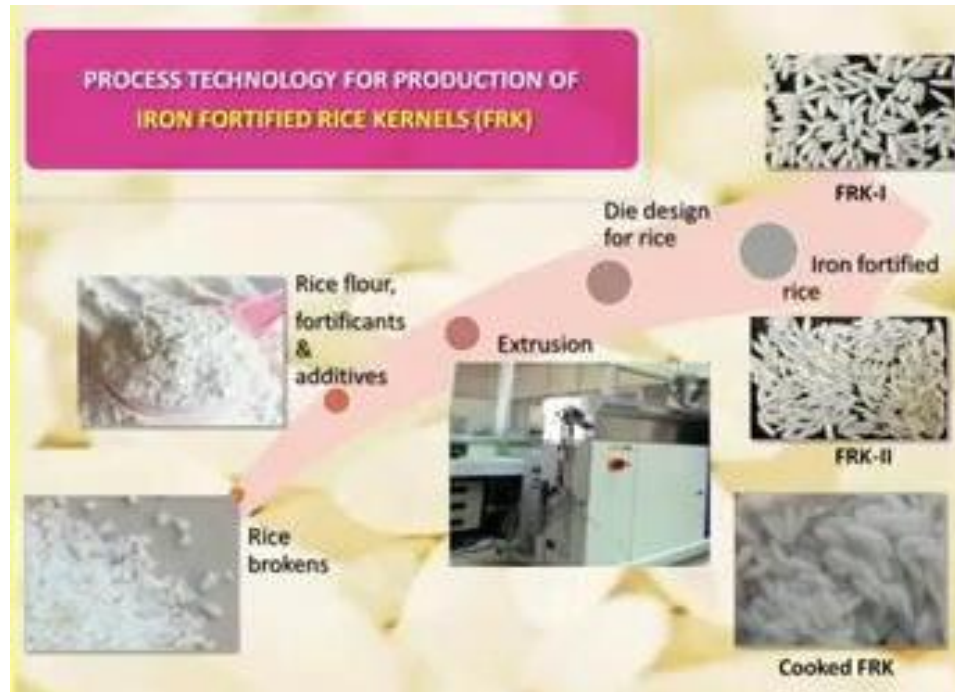 PROCESS TECHNOLOGY FOR PRODUCTION OF
IRON FORTIFIED RICE KERNELS (FRK)
FRK-I
Die design
for rice
Iron fortified
rice
Rice flour,
fortificants
&
additives
Extrusion
FRK-II
Rice
brokens
Cooked FRK